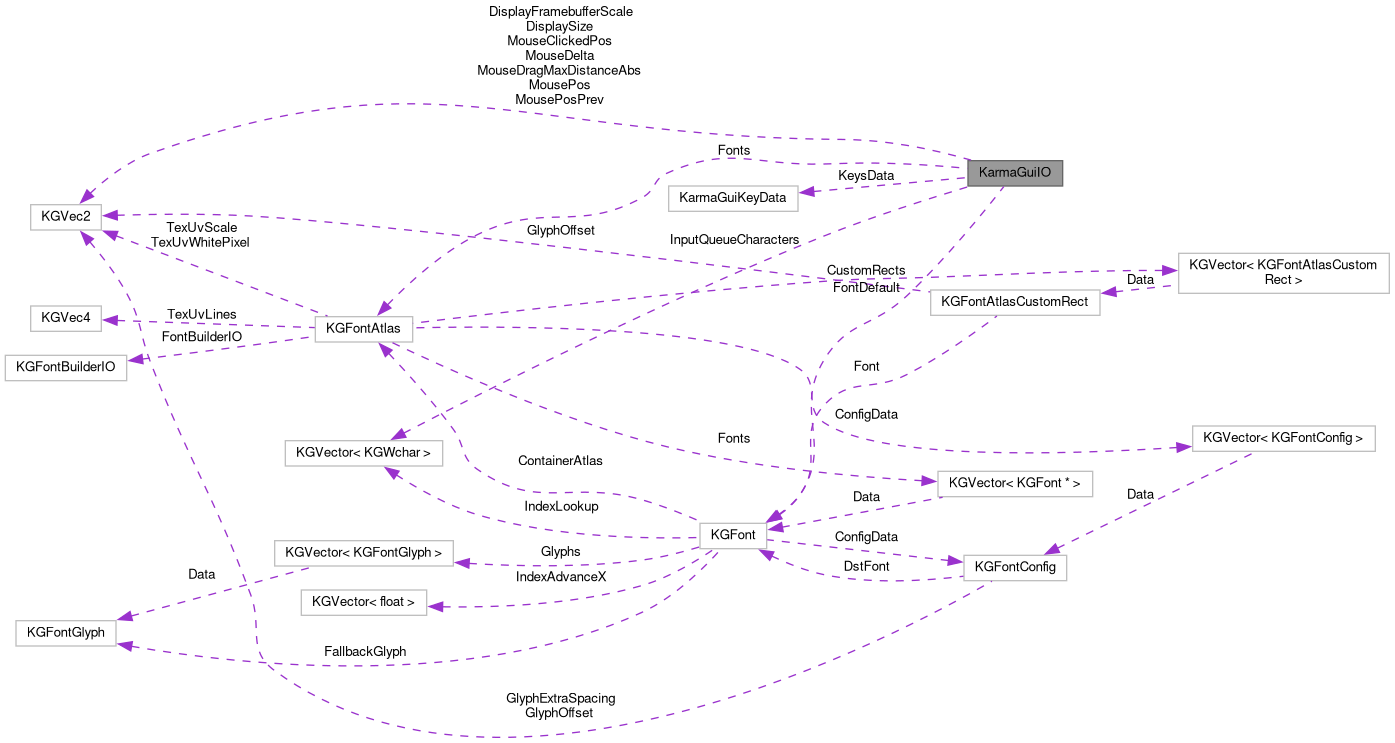 DisplayFramebufferScale
DisplaySize
MouseClickedPos
MouseDelta
MouseDragMaxDistanceAbs
MousePos
MousePosPrev
Fonts
KarmaGuiIO
KeysData
KarmaGuiKeyData
KGVec2
TexUvScale
TexUvWhitePixel
GlyphOffset
InputQueueCharacters
CustomRects
FontDefault
KGVector< KGFontAtlasCustom
Rect >
Data
KGFontAtlasCustomRect
KGVec4
TexUvLines
KGFontAtlas
FontBuilderIO
KGFontBuilderIO
Font
ConfigData
KGVector< KGFontConfig >
Fonts
KGVector< KGWchar >
ContainerAtlas
KGVector< KGFont * >
Data
Data
IndexLookup
KGFont
ConfigData
KGVector< KGFontGlyph >
Glyphs
DstFont
KGFontConfig
Data
IndexAdvanceX
KGVector< float >
KGFontGlyph
FallbackGlyph
GlyphExtraSpacing
GlyphOffset